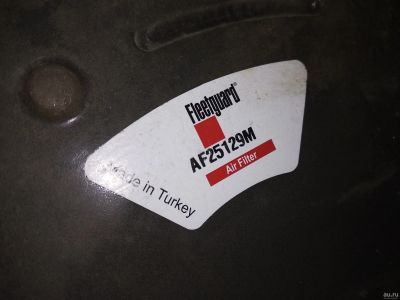 Fleetguard®
AF25129M
Air Filter
Made in Turkey
au.ru